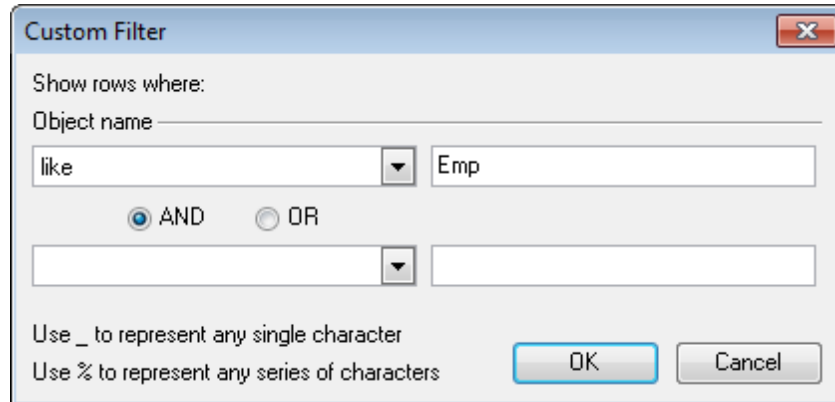 Custom Filter
Show rows where:
Object name
like Emp
AND OR
Use _ to represent any single character
Use % to represent any series of characters
OK Cancel